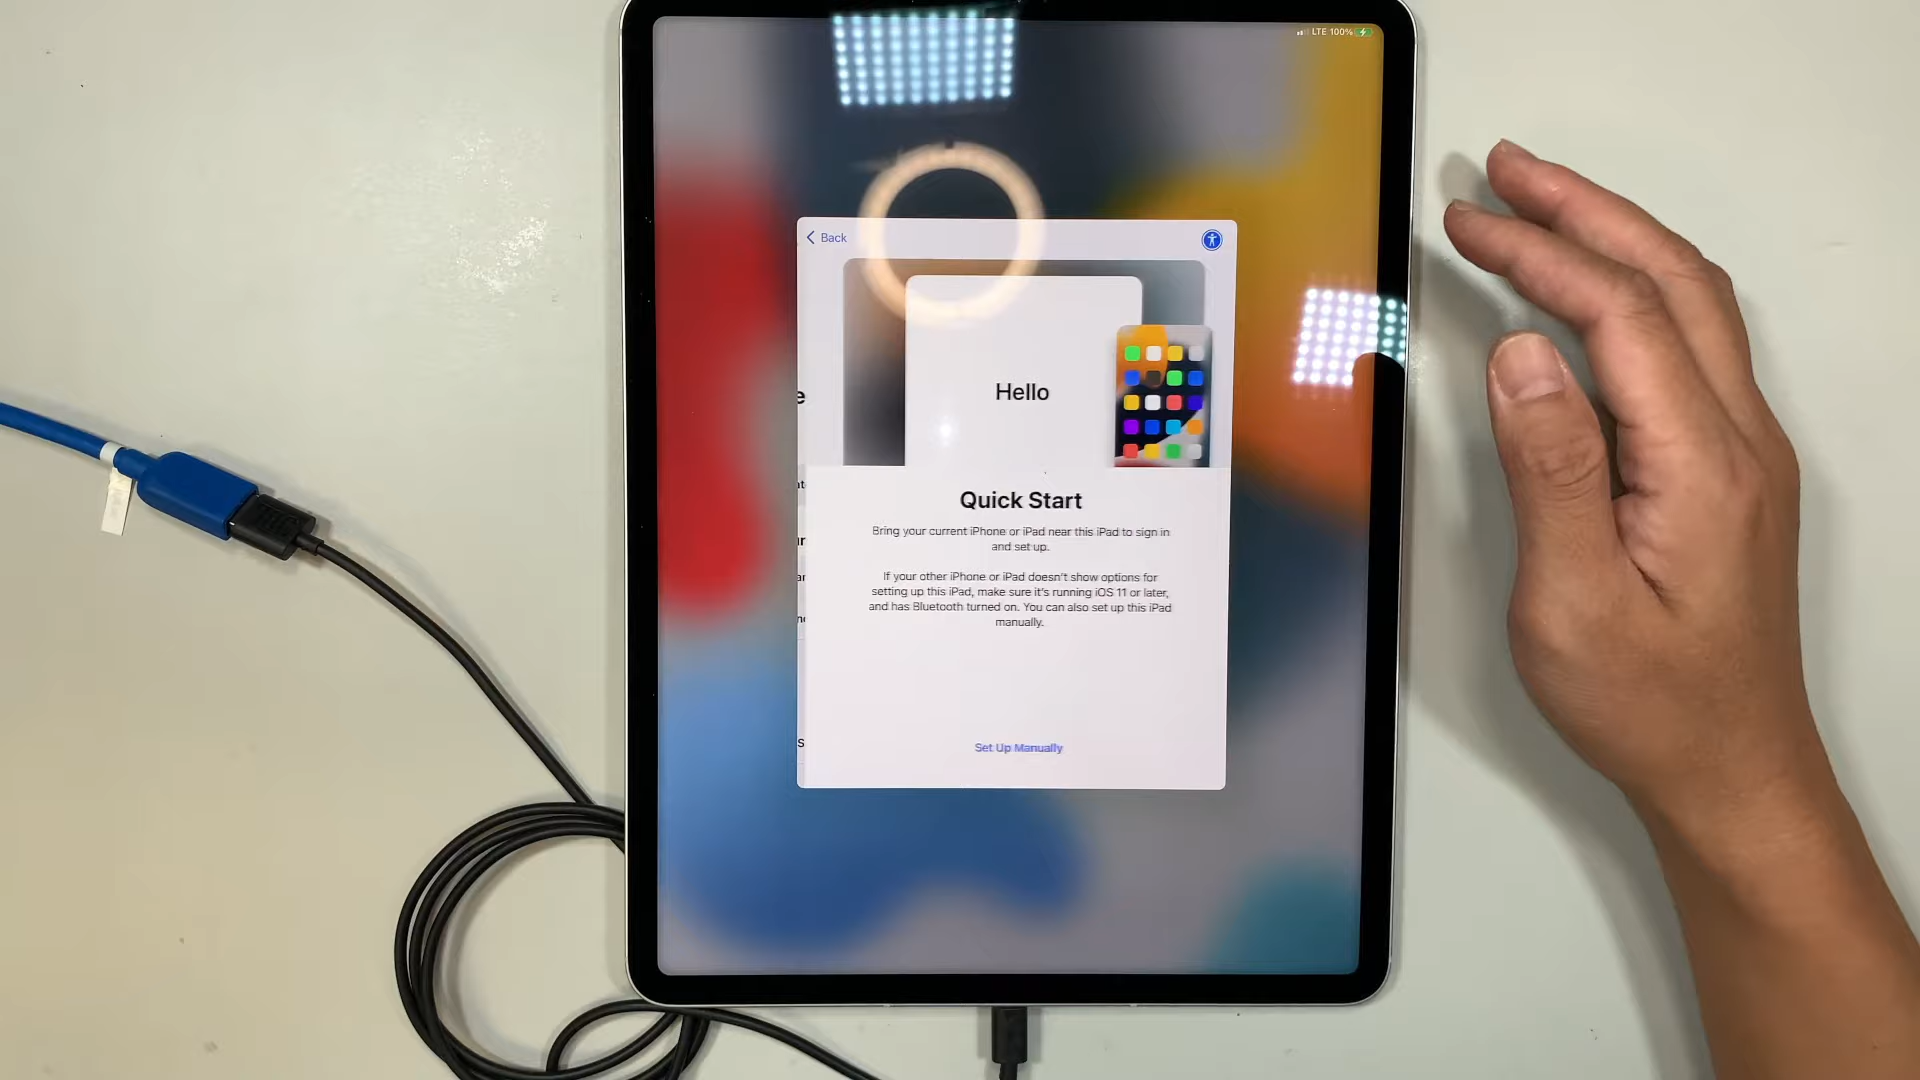 LTE 100%
Back
Hello
Quick Start
Bring your current iPhone or iPad near this iPad to sign in
and set up.
If your other iPhone or iPad doesn't show options for
setting up this iPad, make sure it's running iOS 11 or later,
and has Bluetooth turned on. You can also set up this iPad
manually.
Set Up Manually